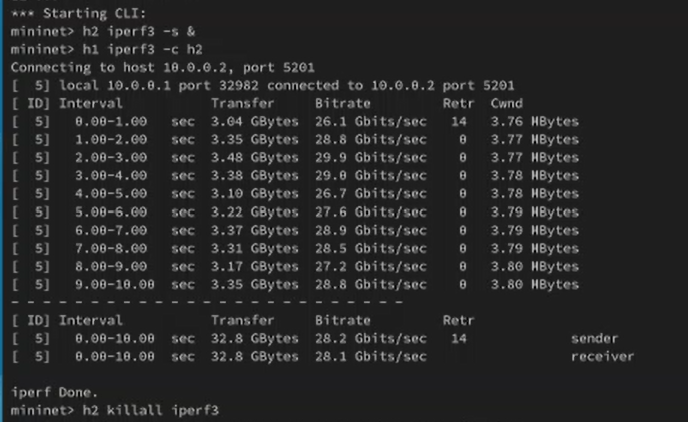 *** Starting CLI:
mininet> h2 iperf3 -s &
mininet> h1 iperf3 -c h2
Connecting to host 10.0.0.2, port 5201
[  5] local 10.0.0.1 port 32982 connected to 10.0.0.2 port 5201
[ ID] Interval           Transfer     Bitrate         Retr  Cwnd
[  5]   0.00-1.00   sec  3.04 GBytes  26.1 Gbits/sec   14   3.76 MBytes
[  5]   1.00-2.00   sec  3.35 GBytes  28.8 Gbits/sec    0   3.77 MBytes
[  5]   2.00-3.00   sec  3.48 GBytes  29.9 Gbits/sec    0   3.77 MBytes
[  5]   3.00-4.00   sec  3.38 GBytes  29.0 Gbits/sec    0   3.78 MBytes
[  5]   4.00-5.00   sec  3.10 GBytes  26.7 Gbits/sec    0   3.78 MBytes
[  5]   5.00-6.00   sec  3.22 GBytes  27.6 Gbits/sec    0   3.79 MBytes
[  5]   6.00-7.00   sec  3.37 GBytes  28.9 Gbits/sec    0   3.79 MBytes
[  5]   7.00-8.00   sec  3.31 GBytes  28.5 Gbits/sec    0   3.79 MBytes
[  5]   8.00-9.00   sec  3.17 GBytes  27.2 Gbits/sec    0   3.80 MBytes
[  5]   9.00-10.00  sec  3.35 GBytes  28.8 Gbits/sec    0   3.80 MBytes
- - - - - - - - - - - - - - - - - - - - - - - - -
[ ID] Interval           Transfer     Bitrate         Retr
[  5]   0.00-10.00  sec  32.8 GBytes  28.2 Gbits/sec   14             sender
[  5]   0.00-10.00  sec  32.8 GBytes  28.1 Gbits/sec                  receiver
iperf Done.
mininet> h2 killall iperf3